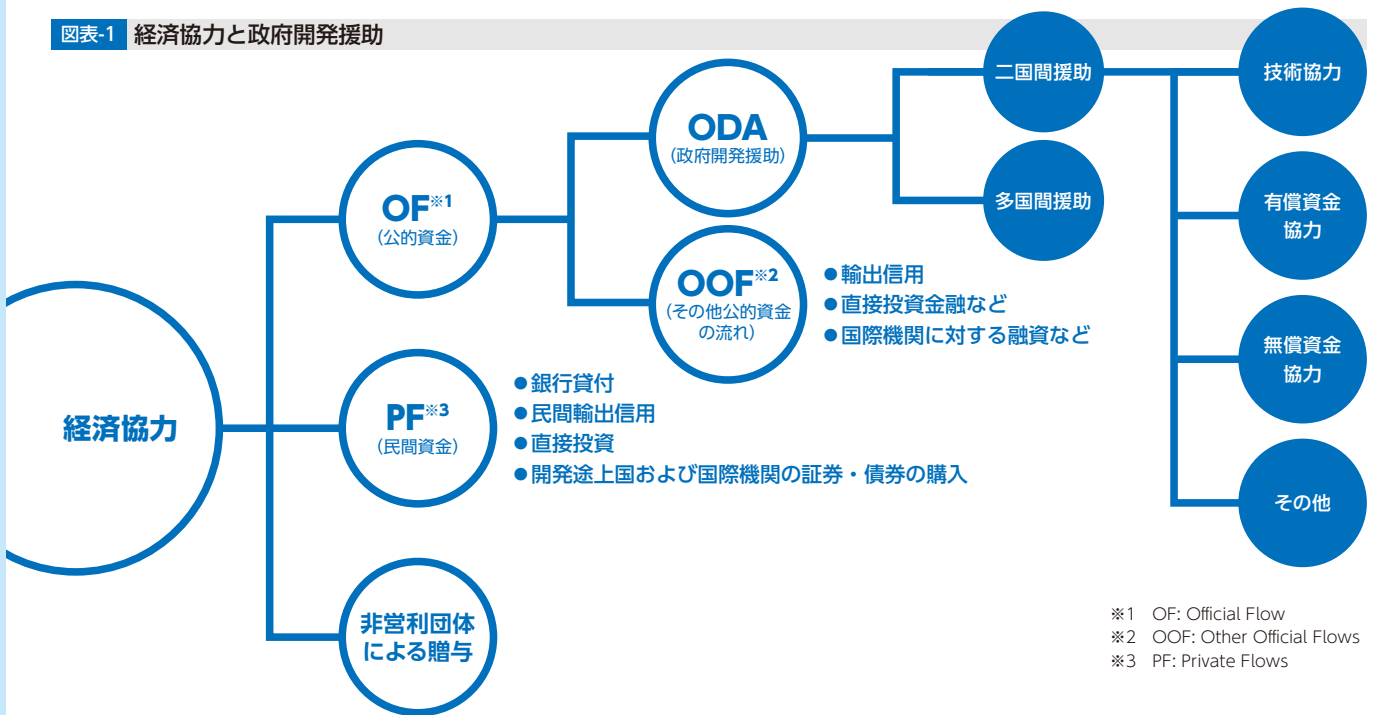 図表-1 経済協力と政府開発援助
経済協力
OF※1
(公的資金)
PF※3
(民間資金)
●銀行貸付
●民間輸出信用
●直接投資
●開発途上国および国際機関の証券・債券の購入
非営利団体
による贈与
ODA
(政府開発援助)
OOF※2
(その他公的資金
の流れ)
●輸出信用
●直接投資金融など
●国際機関に対する融資など
二国間援助
多国間援助
技術協力
有償資金
協力
無償資金
協力
その他
※1 OF: Official Flow
※2 OOF: Other Official Flows
※3 PF: Private Flows